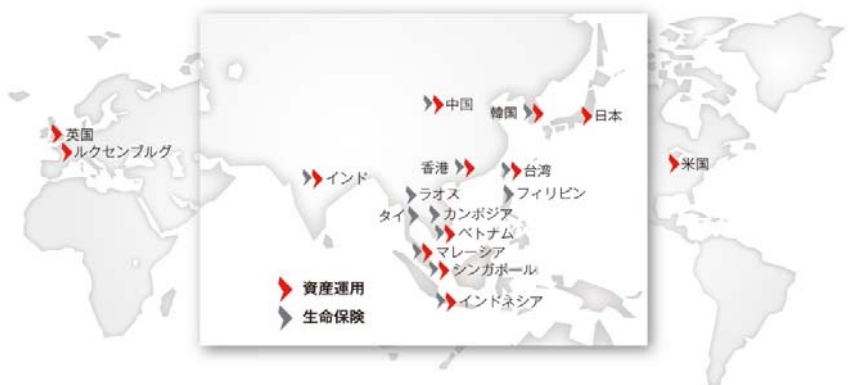 英国
ルクセンブルグ
中国
韓国
日本
インド
香港
台湾
ラオス
フィリピン
タイ
カンボジア
ベトナム
マレーシア
シンガポール
インドネシア
米国
資産運用
生命保険